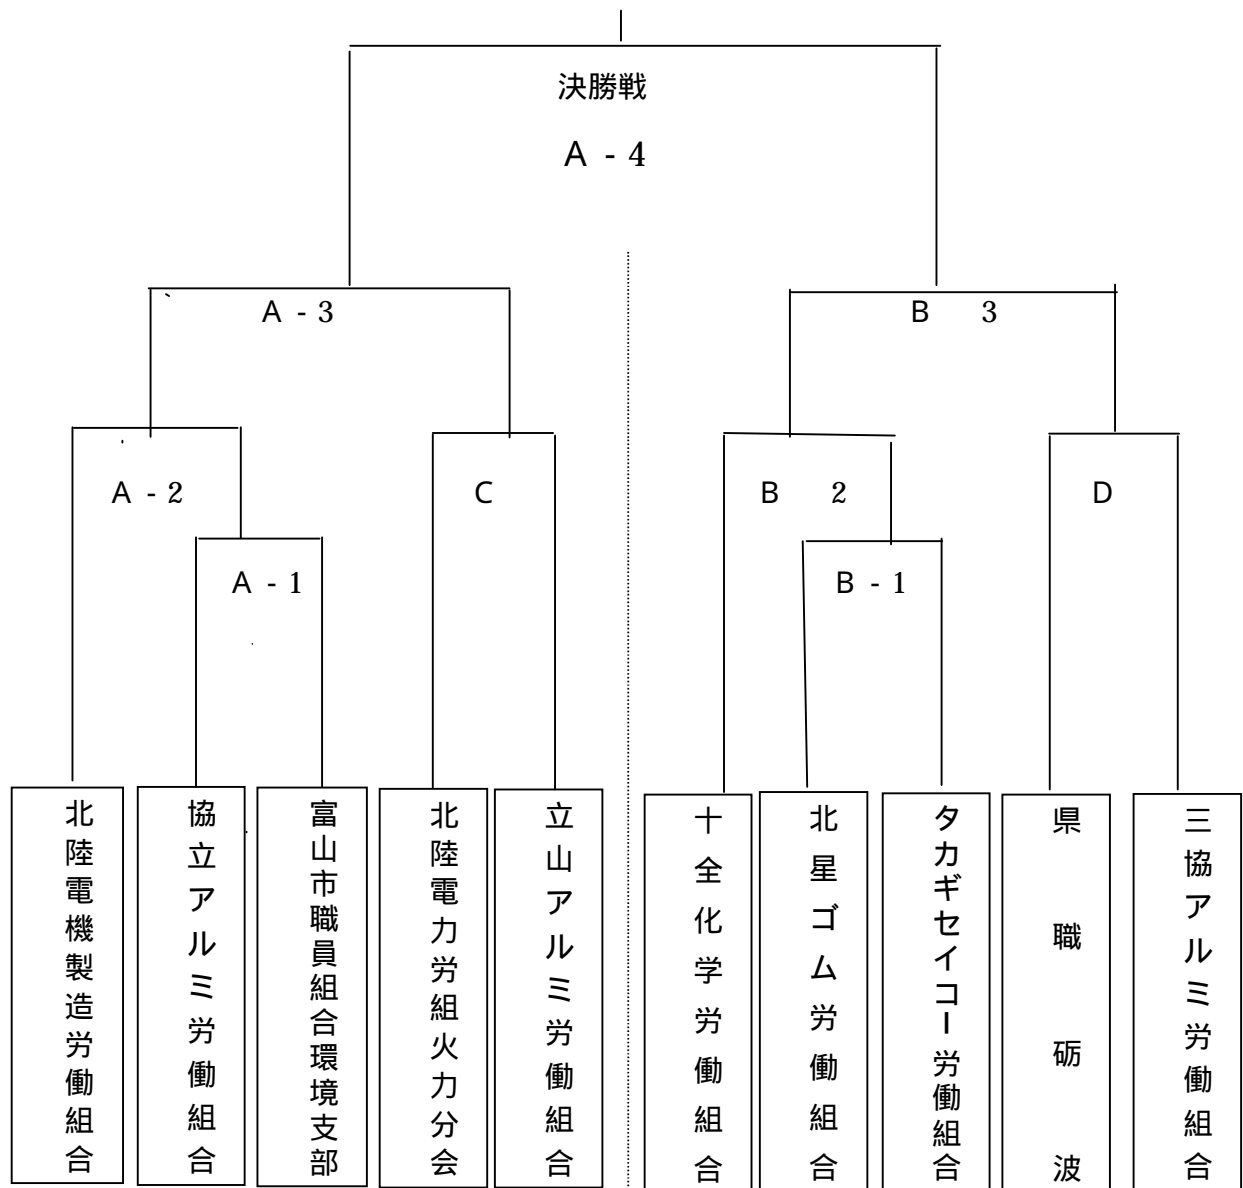 決勝戦
A - 4
A - 3
B 3
A - 2
C
B 2
D
A - 1
B - 1
北陸電機製造労働組合
協立アルミ労働組合
富山市職員組合環境支部
北陸電力労組火力分会
立山アルミ労働組合
十全化学労働組合
北星ゴム労働組合
タカギセイコー労働組合
県職砺波
三協アルミ労働組合